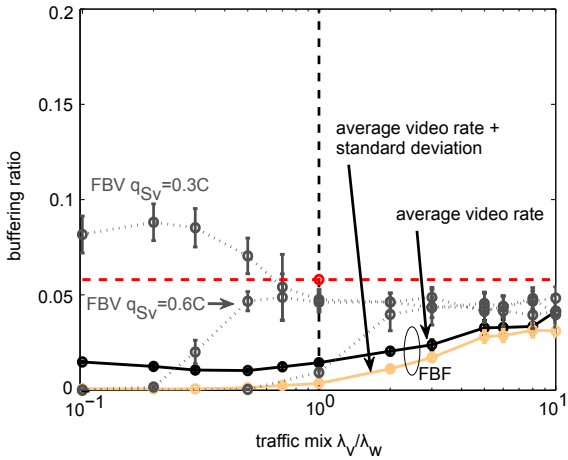 0.2
0.15
0.1
0.05
0
buffering ratio
average video rate +
standard deviation
average video rate
FBV q_Sv=0.3C
FBV q_Sv=0.6C
FBF
10^−1
10^0
10^1
traffic mix λ_V/λ_W